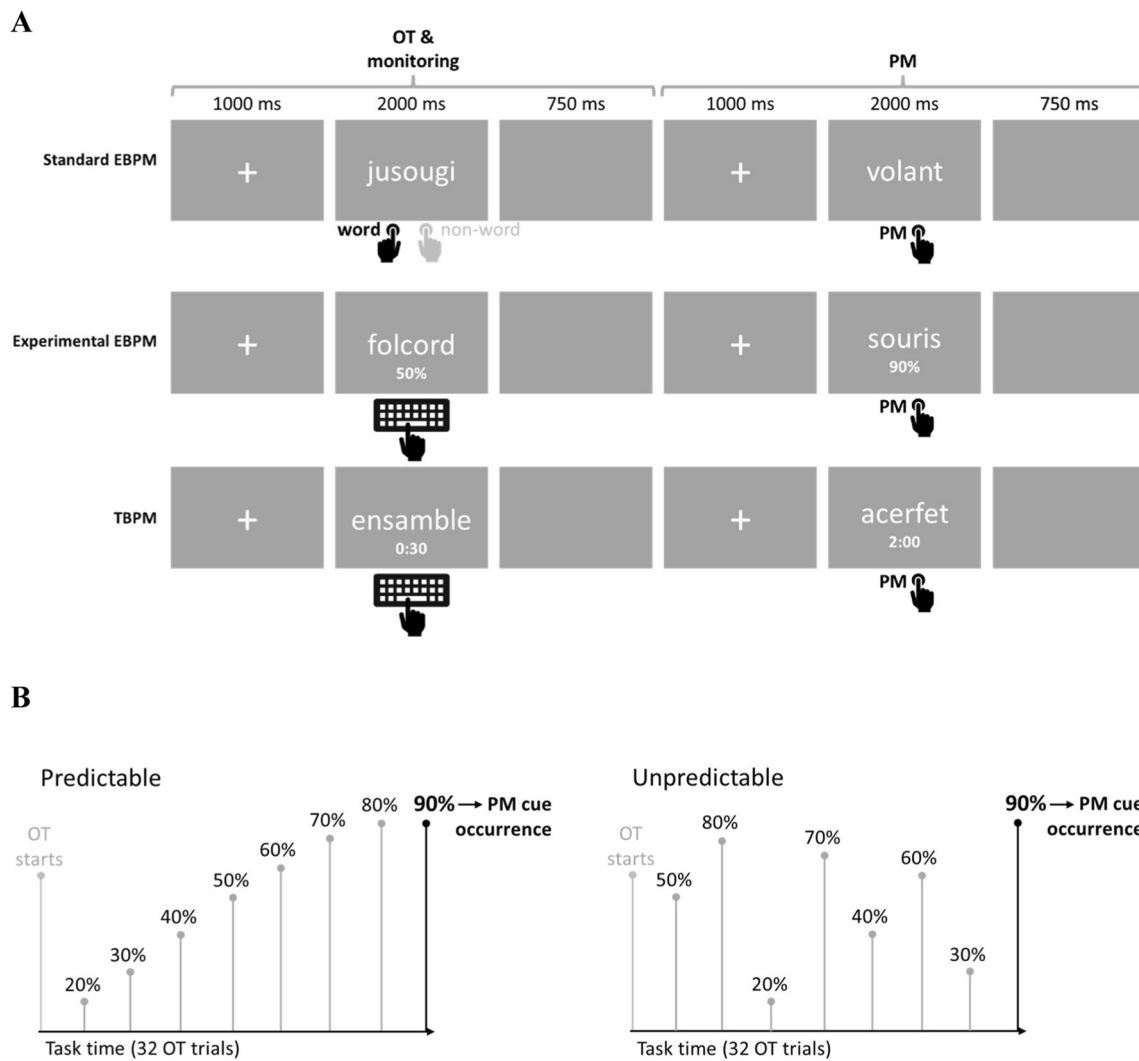 A
OT &
monitoring
PM
1000 ms 2000 ms 750 ms 1000 ms 2000 ms 750 ms
Standard EBPM
+ jusougi + volant
word non-word PM
Experimental EBPM
+ folcord + souris
50% 90%
PM
TBPM
+ ensamble + acerfet
0:30 2:00
PM
B
Predictable
OT
starts
20%
30%
40%
50%
60%
70%
80%
90% → PM cue
occurrence
Task time (32 OT trials)
Unpredictable
OT
starts
50%
80%
20%
70%
40%
60%
30%
90% → PM cue
occurrence
Task time (32 OT trials)